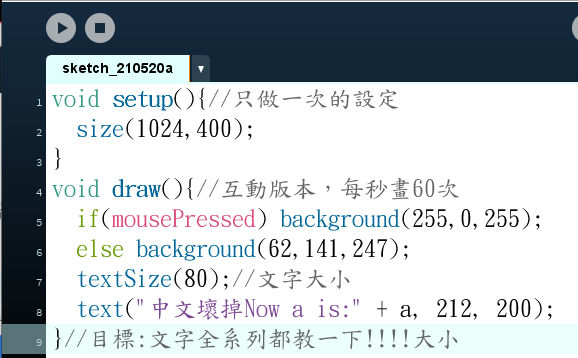 sketch_210520a
1 void setup(){//只做一次的設定
2 size(1024,400);
3 }
4 void draw(){//互動版本，每秒畫60次
5 if(mousePressed) background(255,0,255);
6 else background(62,141,247);
7 textSize(80);//文字大小
8 text("中文壞掉Now a is:" + a, 212, 200);
9 }//目標:文字全系列都教一下!!!!大小